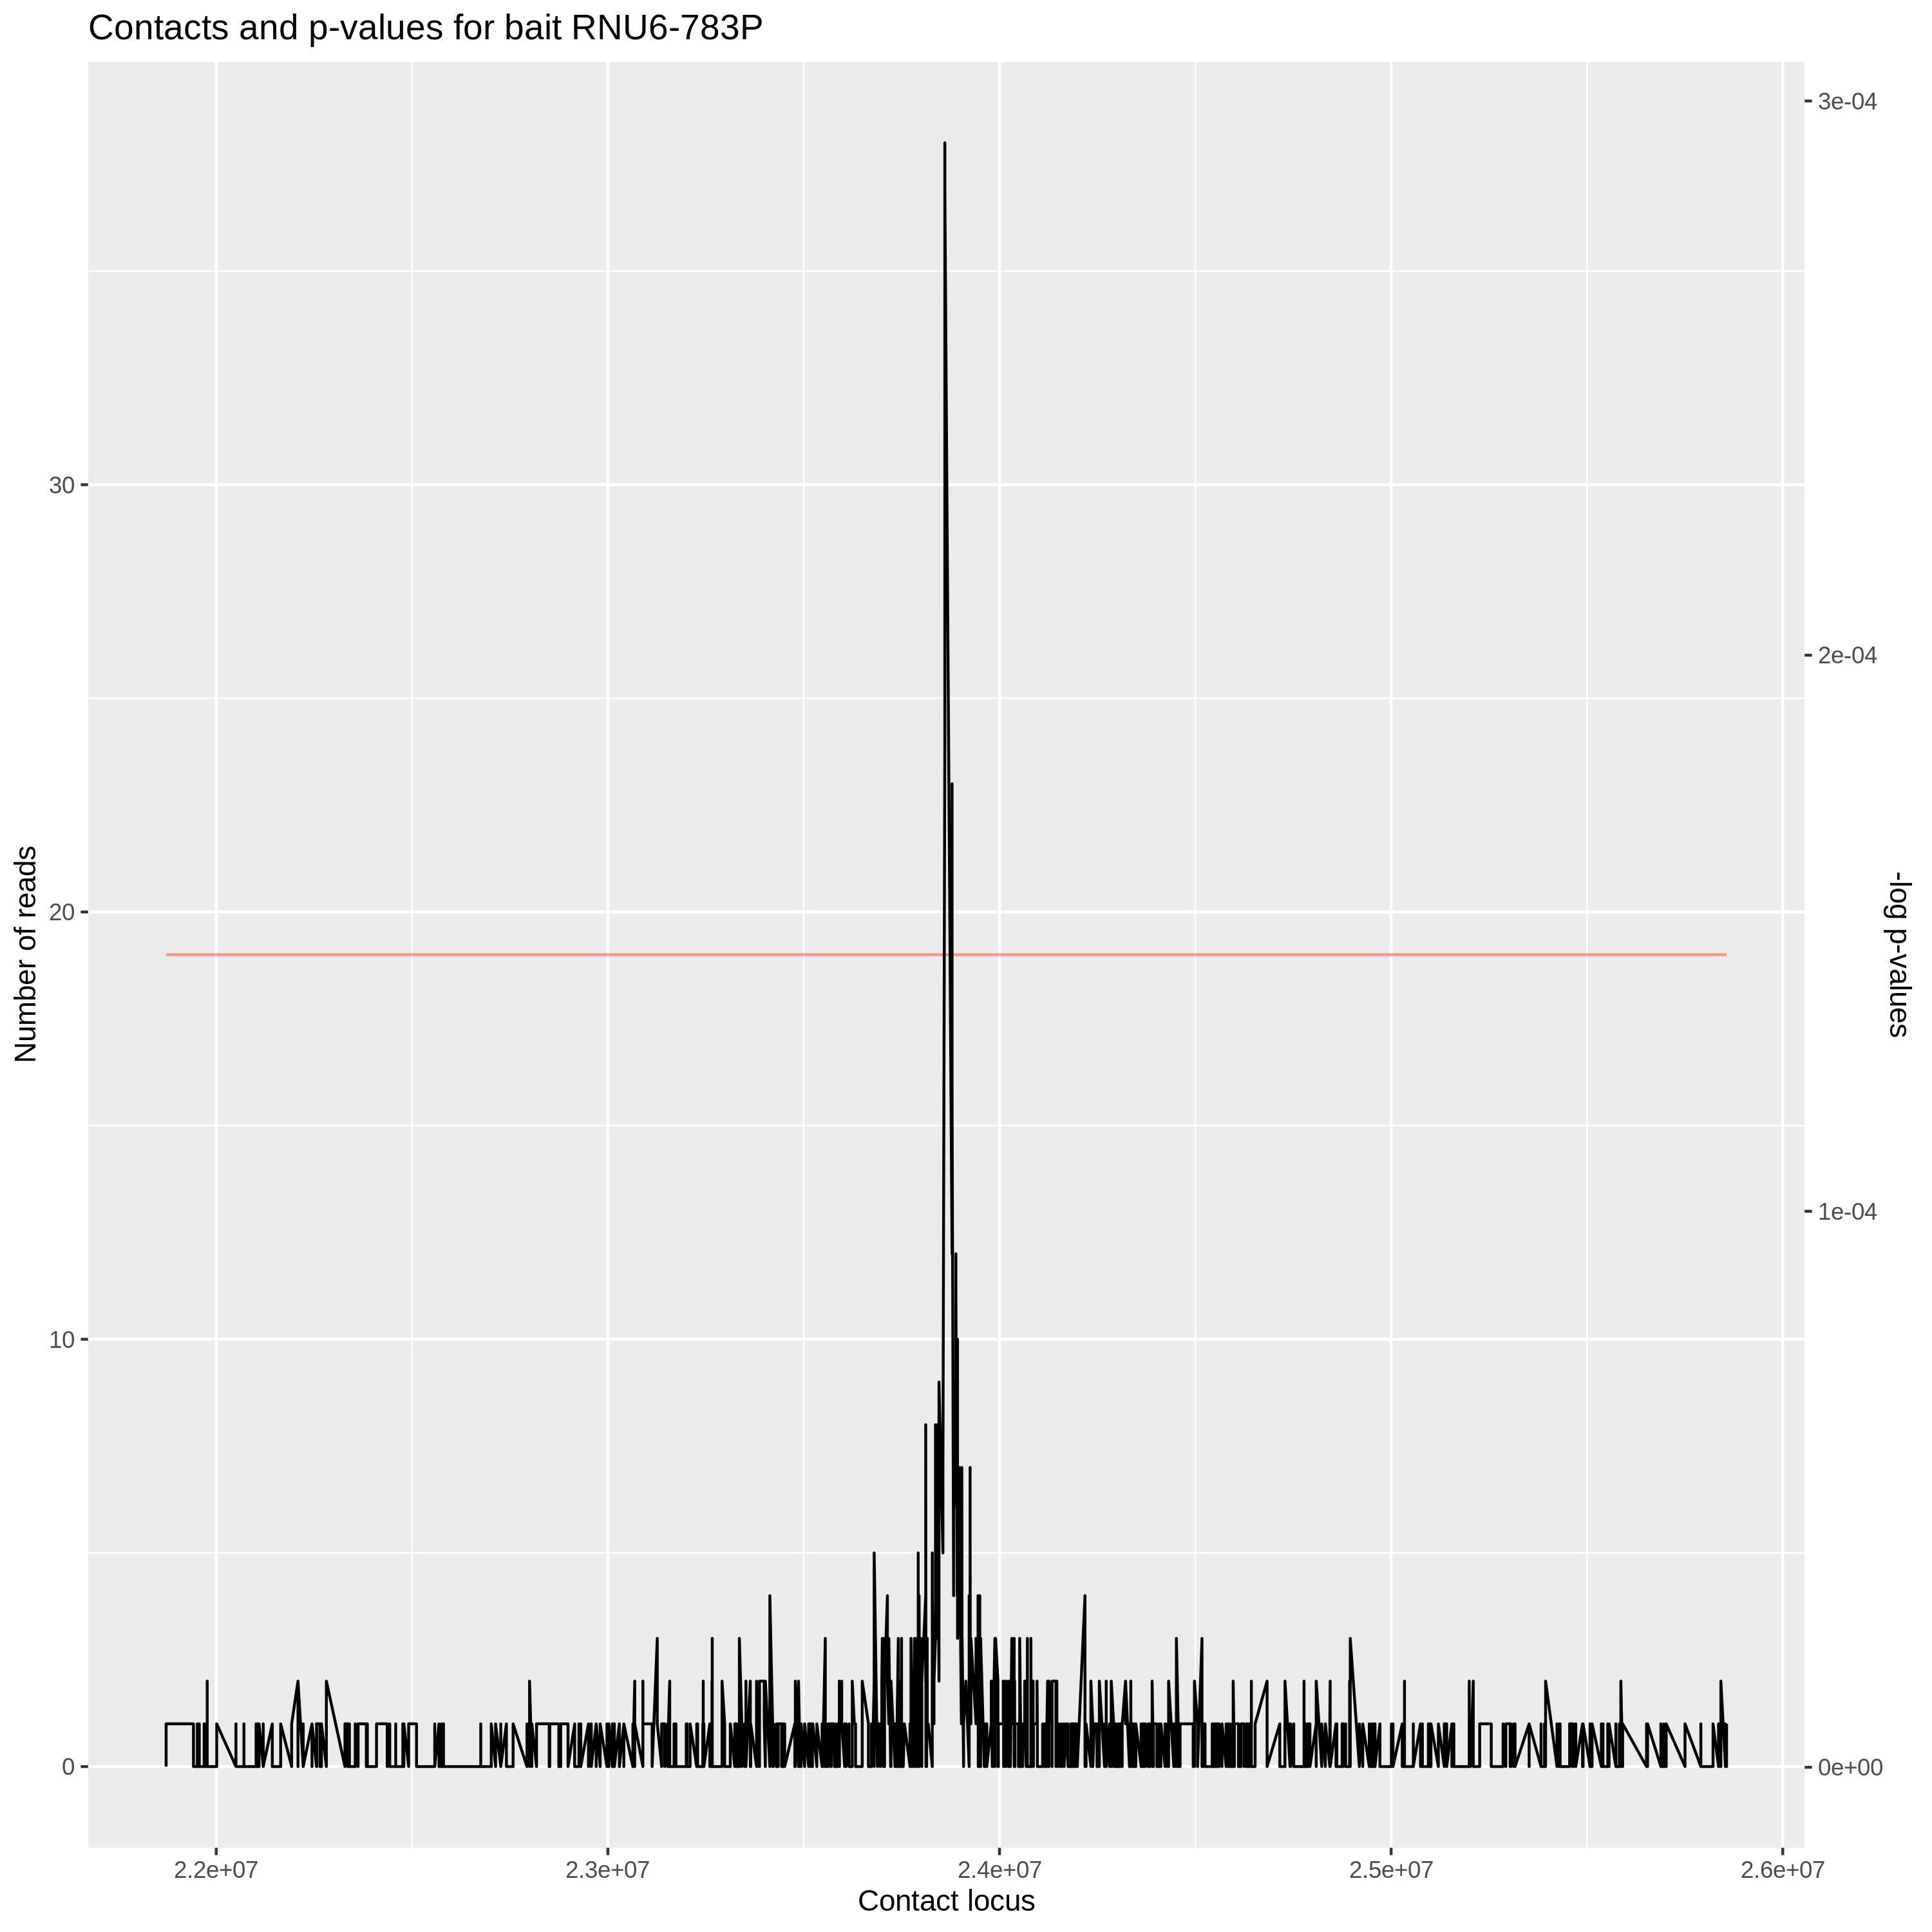 Contacts and p-values for bait RNU6-783P
3e-04
30
2e-04
20
Number of reads
-log p-values
1e-04
10
0
0e+00
2.2e+07
2.3e+07
2.4e+07
2.5e+07
2.6e+07
Contact locus